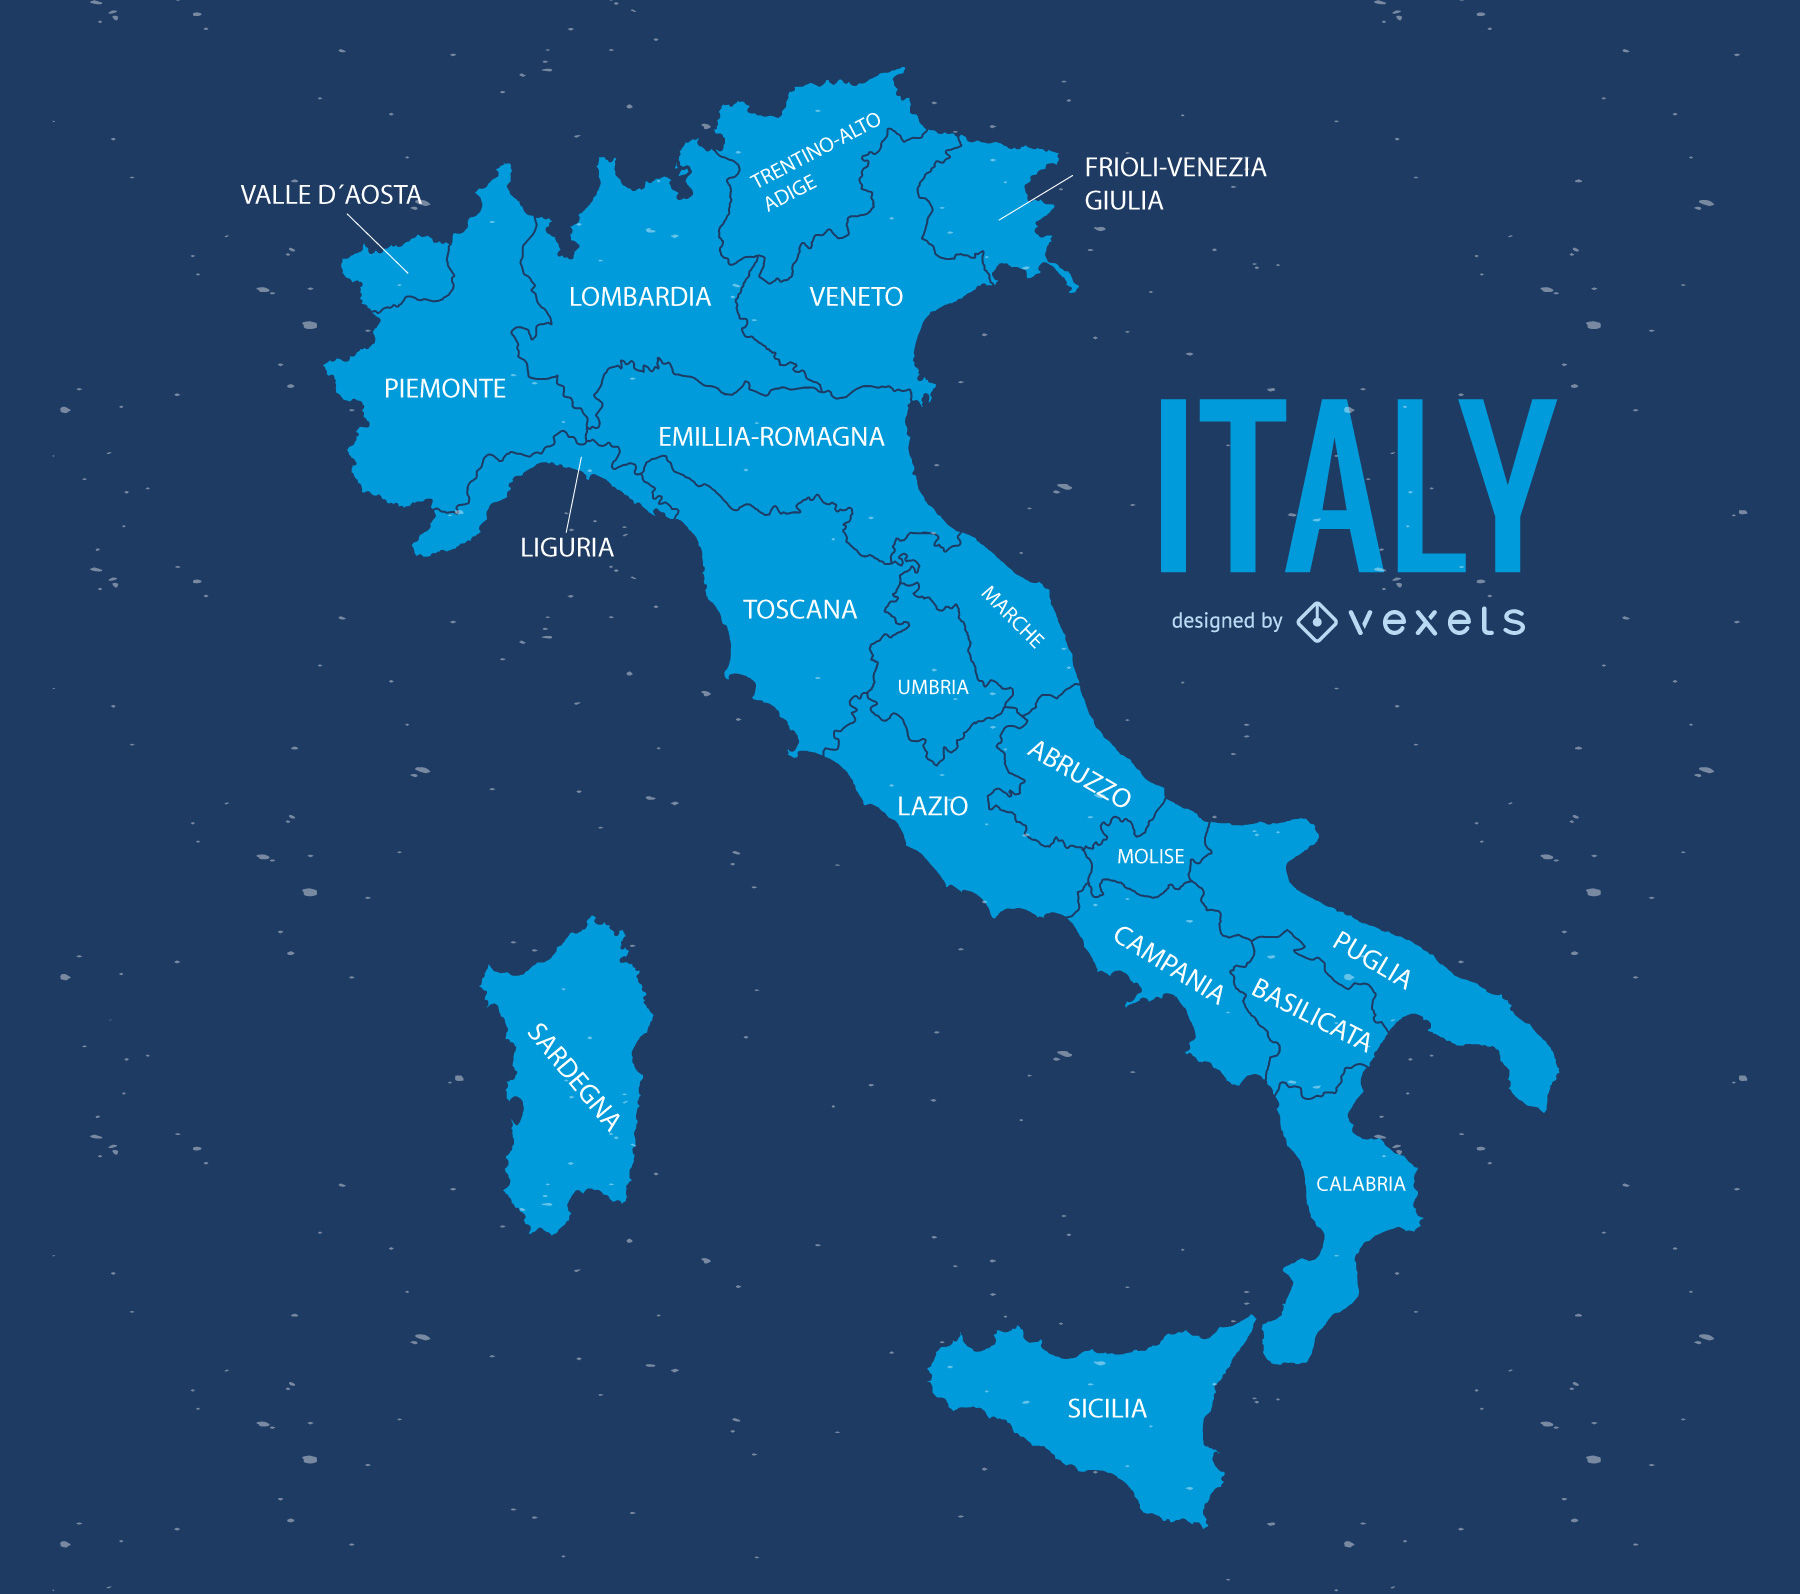 TRENTINO-ALTO
ADIGE
FRIOLI-VENEZIA
GIULIA
VALLE D´AOSTA
LOMBARDIA
VENETO
PIEMONTE
EMILLIA-ROMAGNA
LIGURIA
ITALY
designed by vexels
TOSCANA
MARCHE
UMBRIA
ABRUZZO
LAZIO
MOLISE
CAMPANIA
PUGLIA
BASILICATA
SARDEGNA
CALABRIA
SICILIA